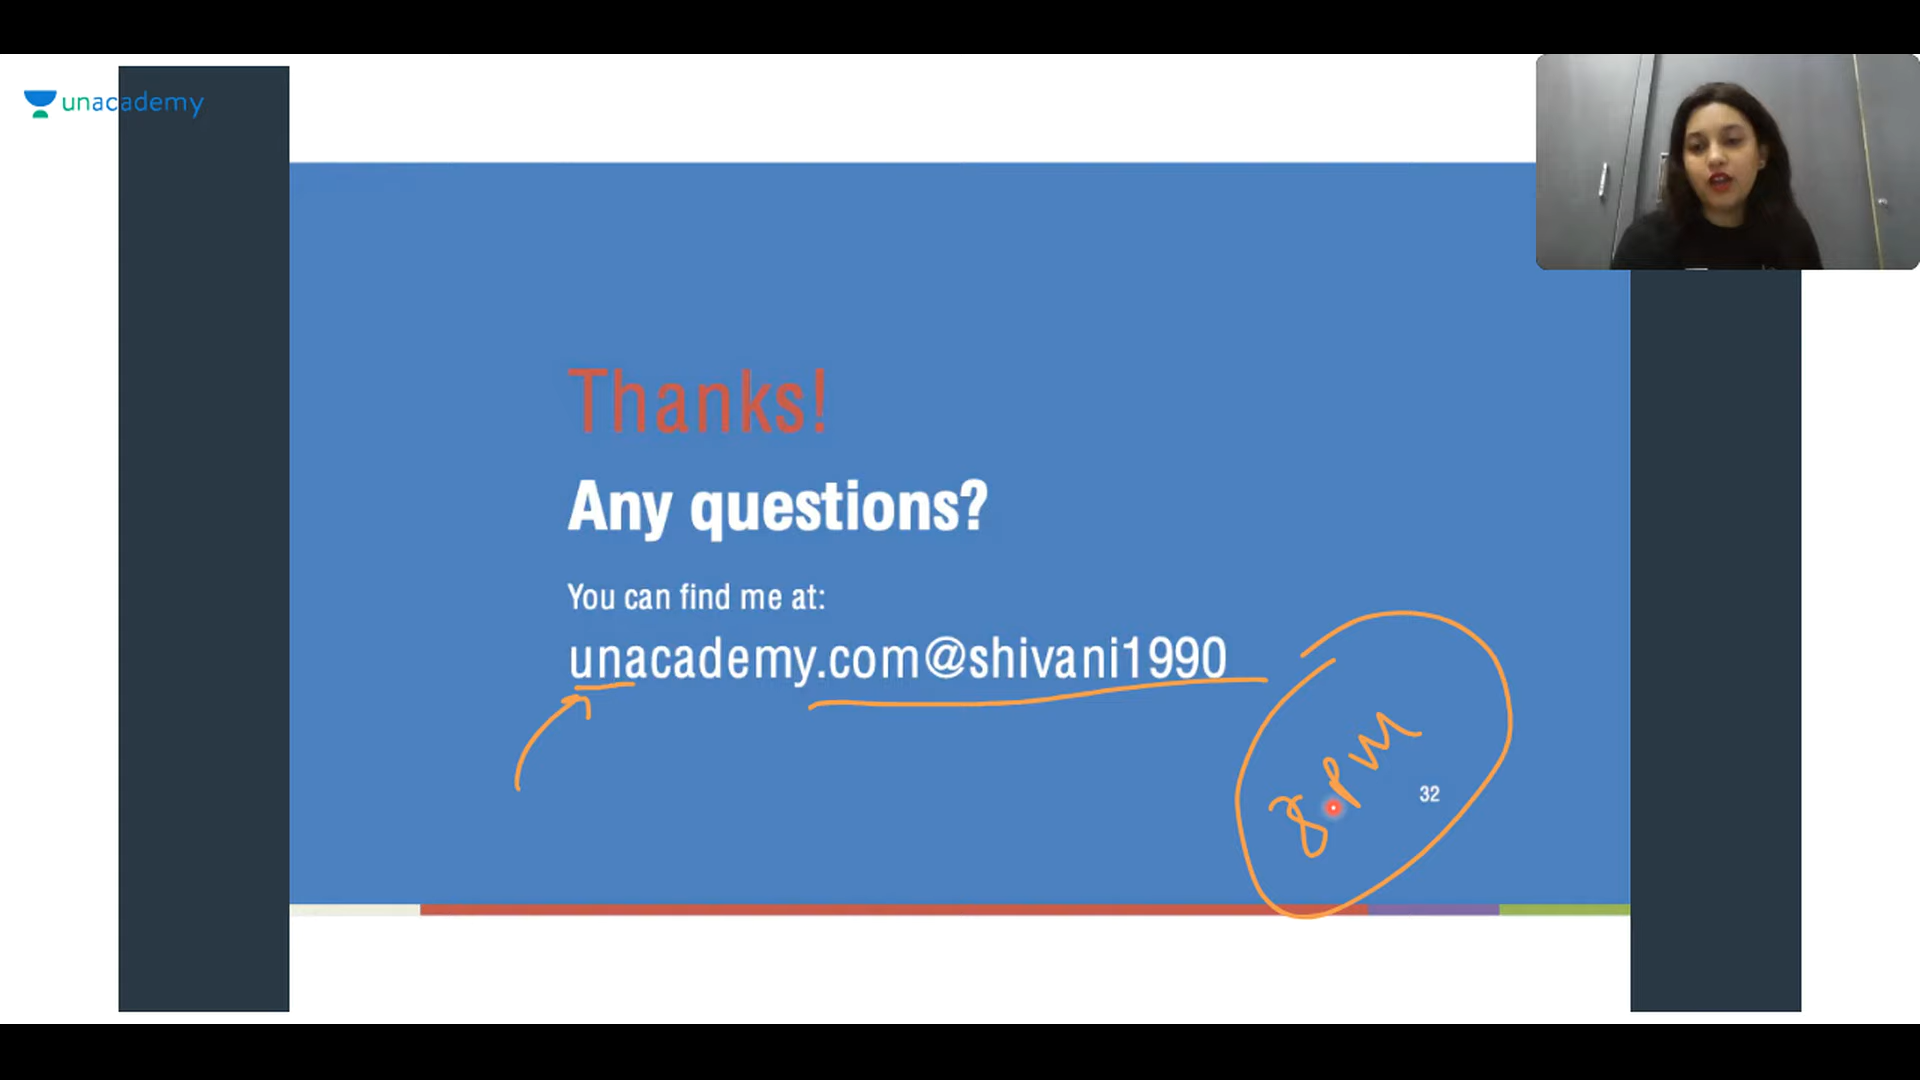 unacademy
Thanks!
Any questions?
You can find me at:
unacademy.com@shivani1990
8 PM
32